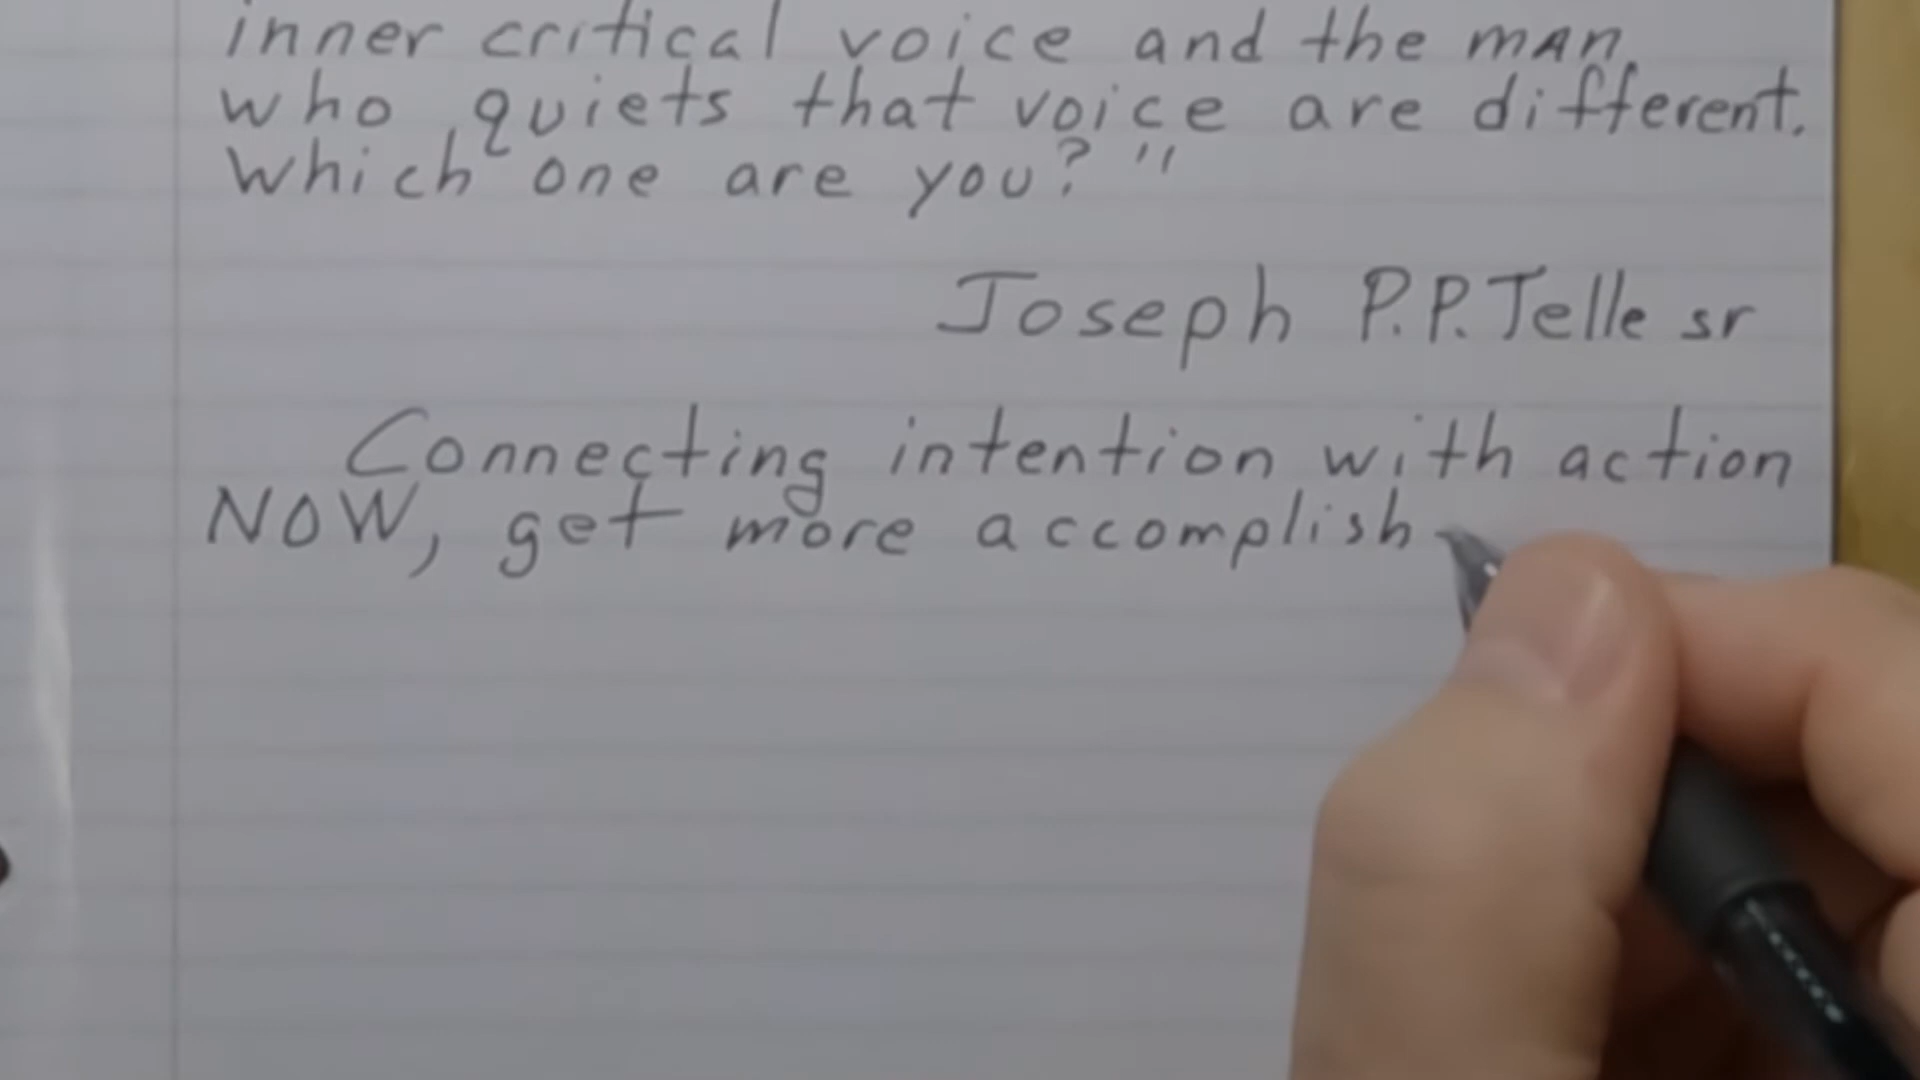 inner critical voice and the man
who quiets that voice are different.
Which one are you?"
Joseph P.P. Telle sr
Connecting intention with action
NOW, get more accomplish